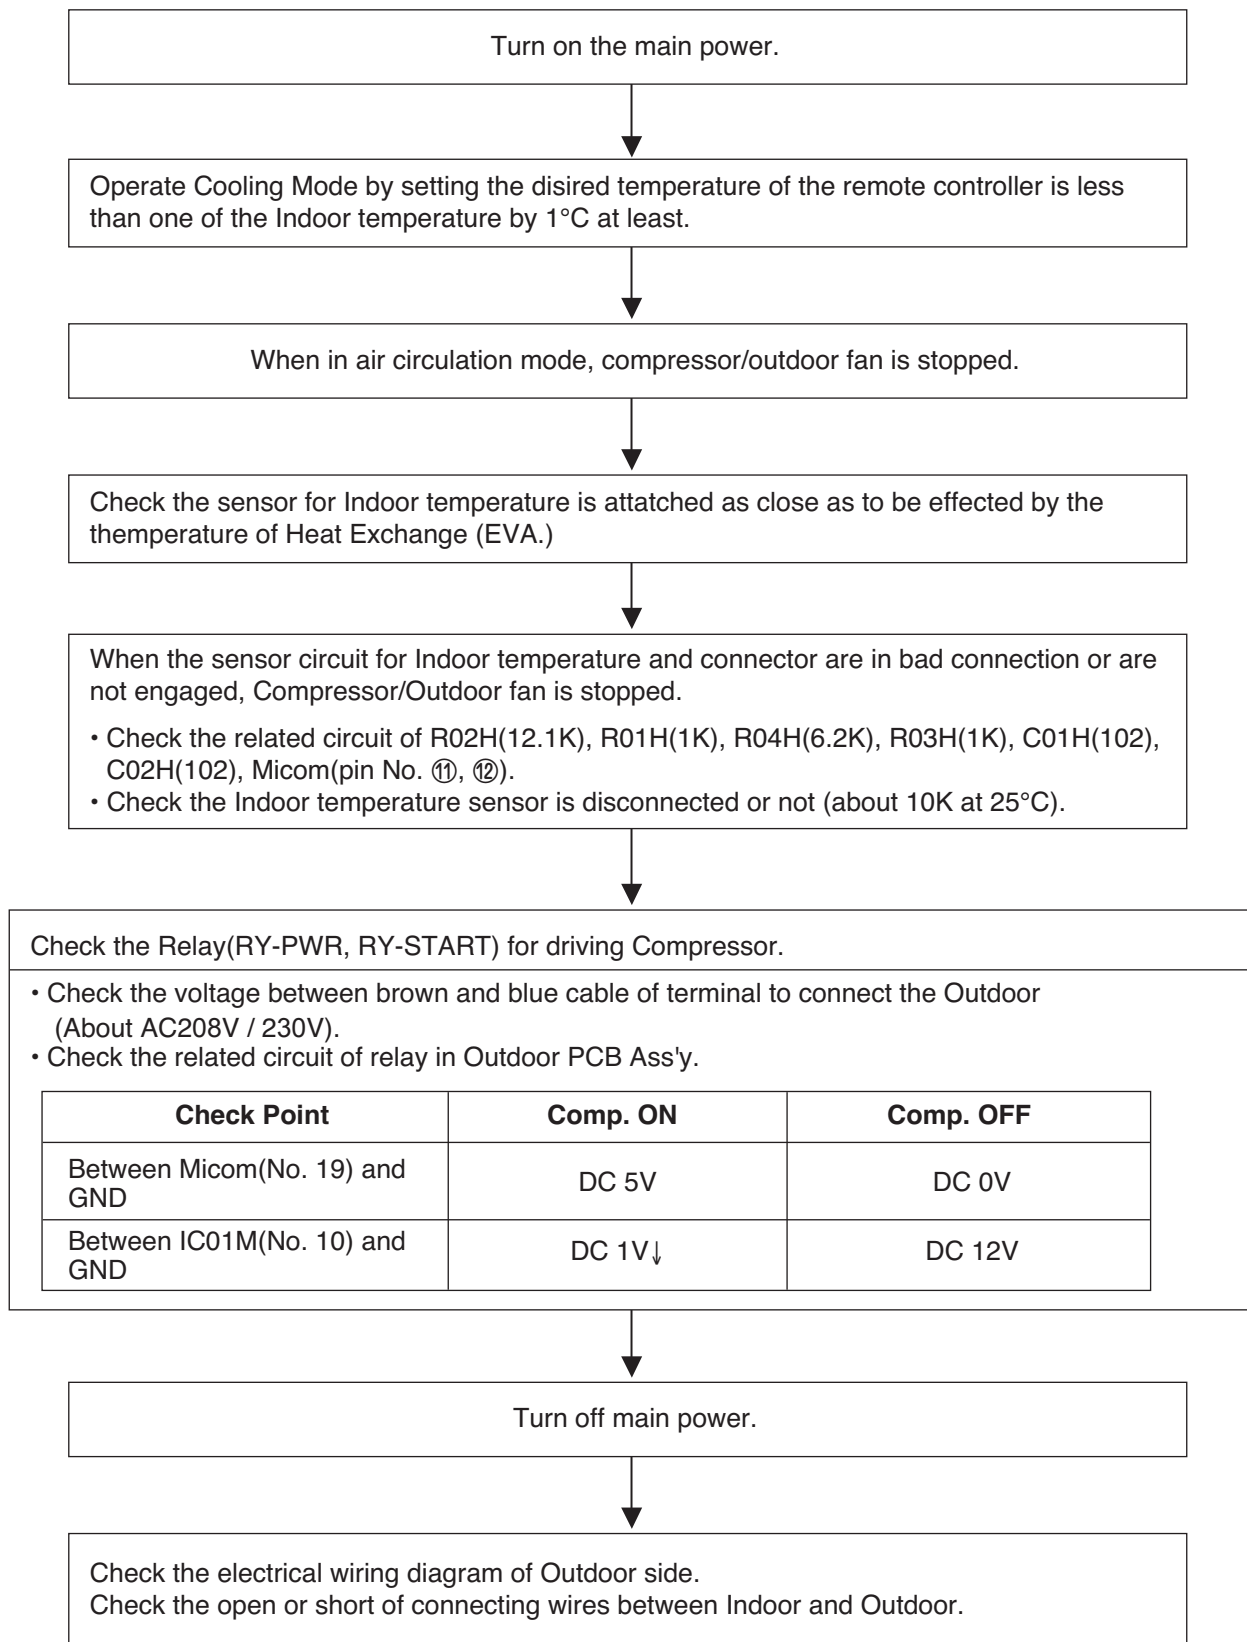 Turn on the main power.
Operate Cooling Mode by setting the disired temperature of the remote controller is less
than one of the Indoor temperature by 1°C at least.
When in air circulation mode, compressor/outdoor fan is stopped.
Check the sensor for Indoor temperature is attatched as close as to be effected by the
themperature of Heat Exchange (EVA.)
When the sensor circuit for Indoor temperature and connector are in bad connection or are
not engaged, Compressor/Outdoor fan is stopped.
• Check the related circuit of R02H(12.1K), R01H(1K), R04H(6.2K), R03H(1K), C01H(102),
C02H(102), Micom(pin No. ⑪, ⑫).
• Check the Indoor temperature sensor is disconnected or not (about 10K at 25°C).
Check the Relay(RY-PWR, RY-START) for driving Compressor.
• Check the voltage between brown and blue cable of terminal to connect the Outdoor
(About AC208V / 230V).
• Check the related circuit of relay in Outdoor PCB Ass'y.
Check Point Comp. ON Comp. OFF
Between Micom(No. 19) and
GND DC 5V DC 0V
Between IC01M(No. 10) and
GND DC 1V↓ DC 12V
Turn off main power.
Check the electrical wiring diagram of Outdoor side.
Check the open or short of connecting wires between Indoor and Outdoor.